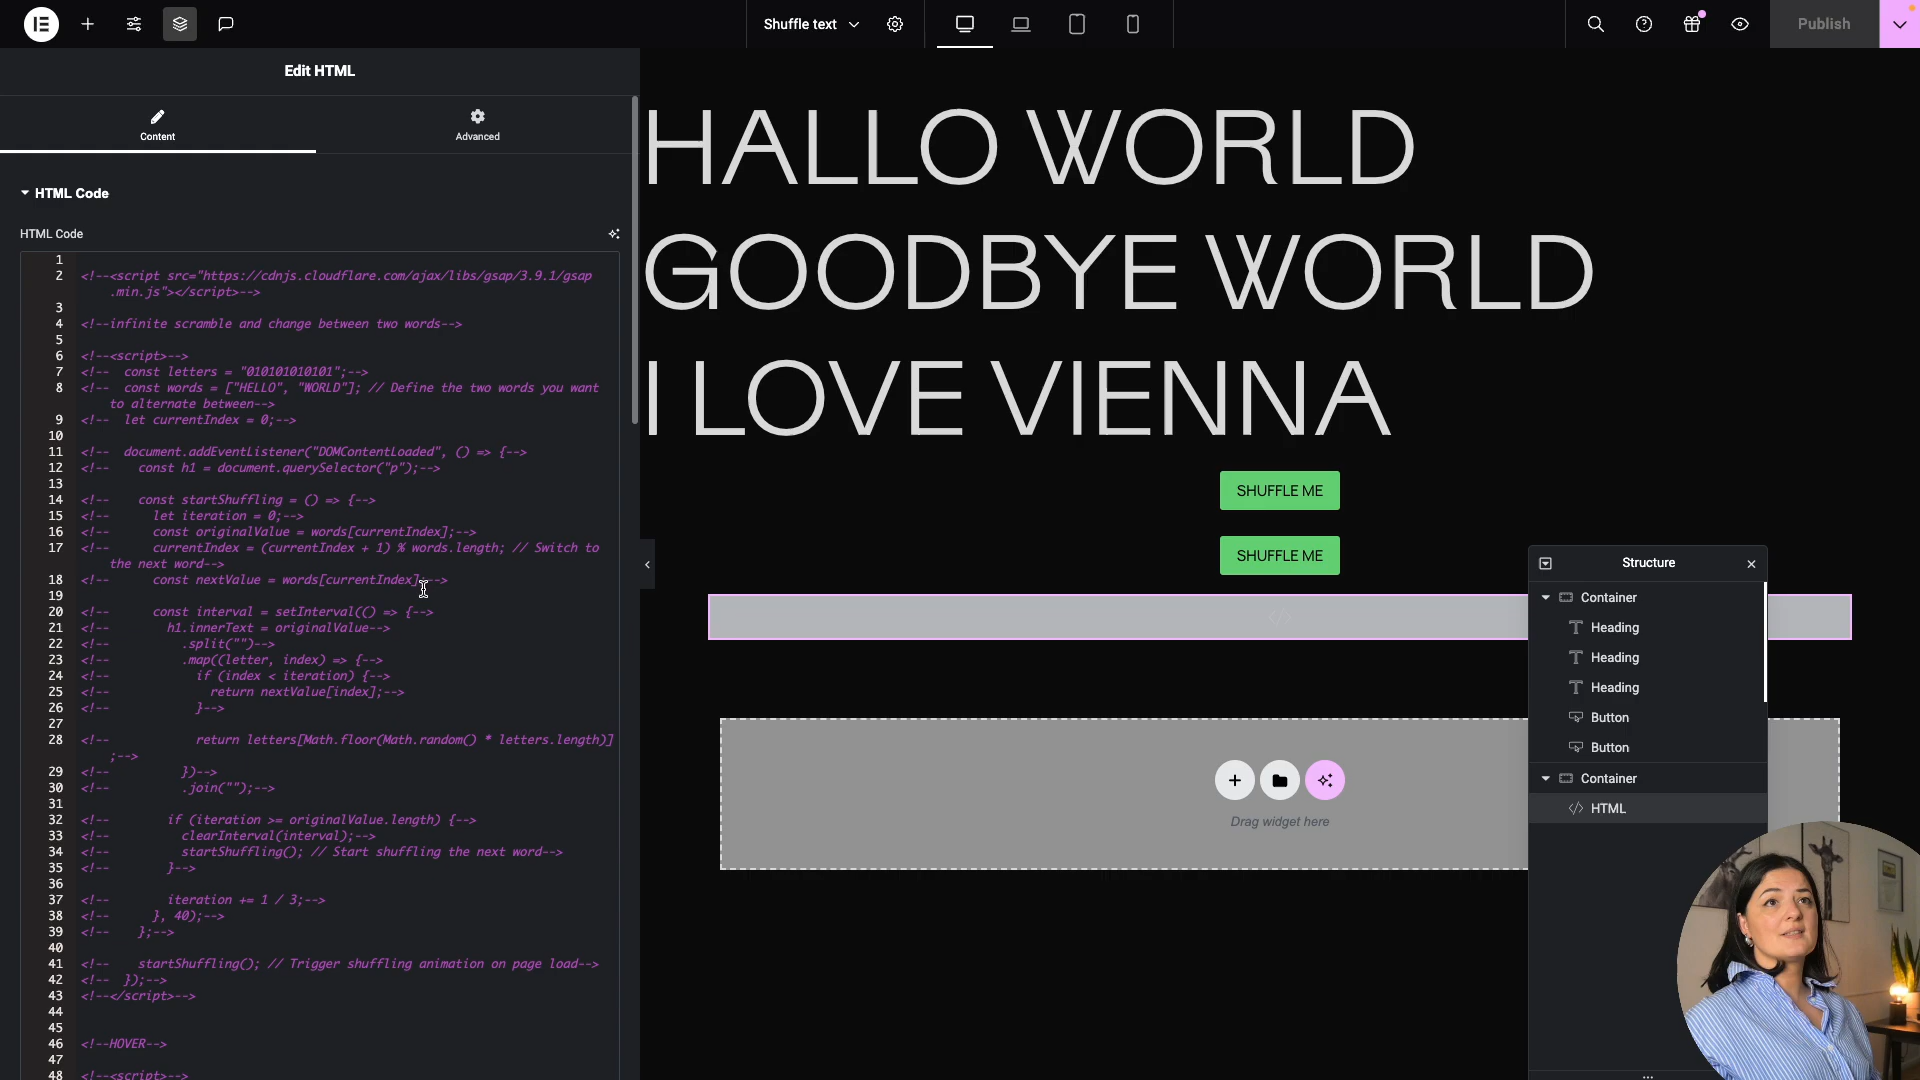 Shuffle text
Publish
Edit HTML
Content
Advanced
HTML Code
HTML Code
1
2 <!--<script src="https://cdnjs.cloudflare.com/ajax/libs/gsap/3.9.1/gsap
.min.js"></script>-->
3
4 <!--infinite scramble and change between two words-->
5
6 <!--<script>-->
7 <!--  const letters = "010101010101";-->
8 <!--  const words = ["HELLO", "WORLD"]; // Define the two words you want
to alternate between-->
9 <!--  let currentIndex = 0;-->
10
11 <!--  document.addEventListener("DOMContentLoaded", () => {-->
12 <!--    const h1 = document.querySelector("p");-->
13
14 <!--    const startShuffling = () => {-->
15 <!--      let iteration = 0;-->
16 <!--      const originalValue = words[currentIndex];-->
17 <!--      currentIndex = (currentIndex + 1) % words.length; // Switch to
the next word-->
18 <!--      const nextValue = words[currentIndex];-->
19
20 <!--      const interval = setInterval(() => {-->
21 <!--        h1.innerText = originalValue-->
22 <!--          .split("")-->
23 <!--          .map((letter, index) => {-->
24 <!--            if (index < iteration) {-->
25 <!--              return nextValue[index];-->
26 <!--            }-->
27
28 <!--            return letters[Math.floor(Math.random() * letters.length)]
;-->
29 <!--          })-->
30 <!--          .join("");-->
31
32 <!--        if (iteration >= originalValue.length) {-->
33 <!--          clearInterval(interval);-->
34 <!--          startShuffling(); // Start shuffling the next word-->
35 <!--        }-->
36
37 <!--        iteration += 1 / 3;-->
38 <!--      }, 40);-->
39 <!--    };-->
40
41 <!--    startShuffling(); // Trigger shuffling animation on page load-->
42 <!--  });-->
43 <!--</script>-->
44
45
46 <!--HOVER-->
47
48 <!--<script>-->
HALLO WORLD
GOODBYE WORLD
I LOVE VIENNA
SHUFFLE ME
SHUFFLE ME
Drag widget here
Structure
Container
Heading
Heading
Heading
Button
Button
Container
</> HTML